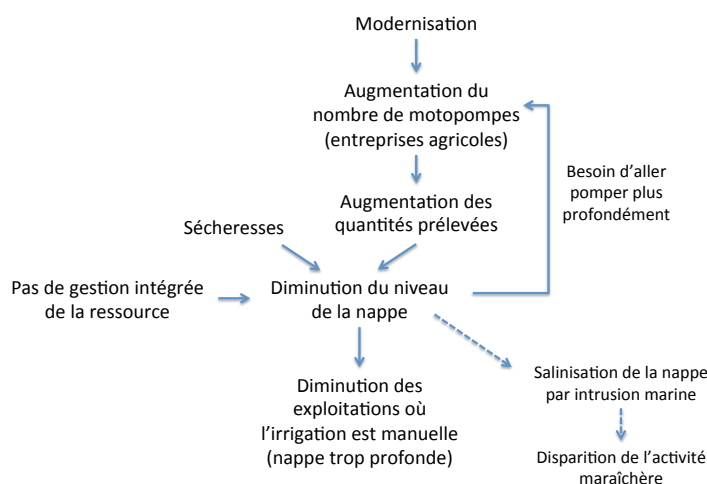 Modernisation
Augmentation du
nombre de motopompes
(entreprises agricoles)
Besoin d'aller
pomper plus
profondément
Augmentation des
quantités prélevées
Sécheresses
Pas de gestion intégrée
de la ressource
Diminution du niveau
de la nappe
Diminution des
exploitations où
l'irrigation est manuelle
(nappe trop profonde)
Salinisation de la nappe
par intrusion marine
Disparition de l'activité
maraîchère